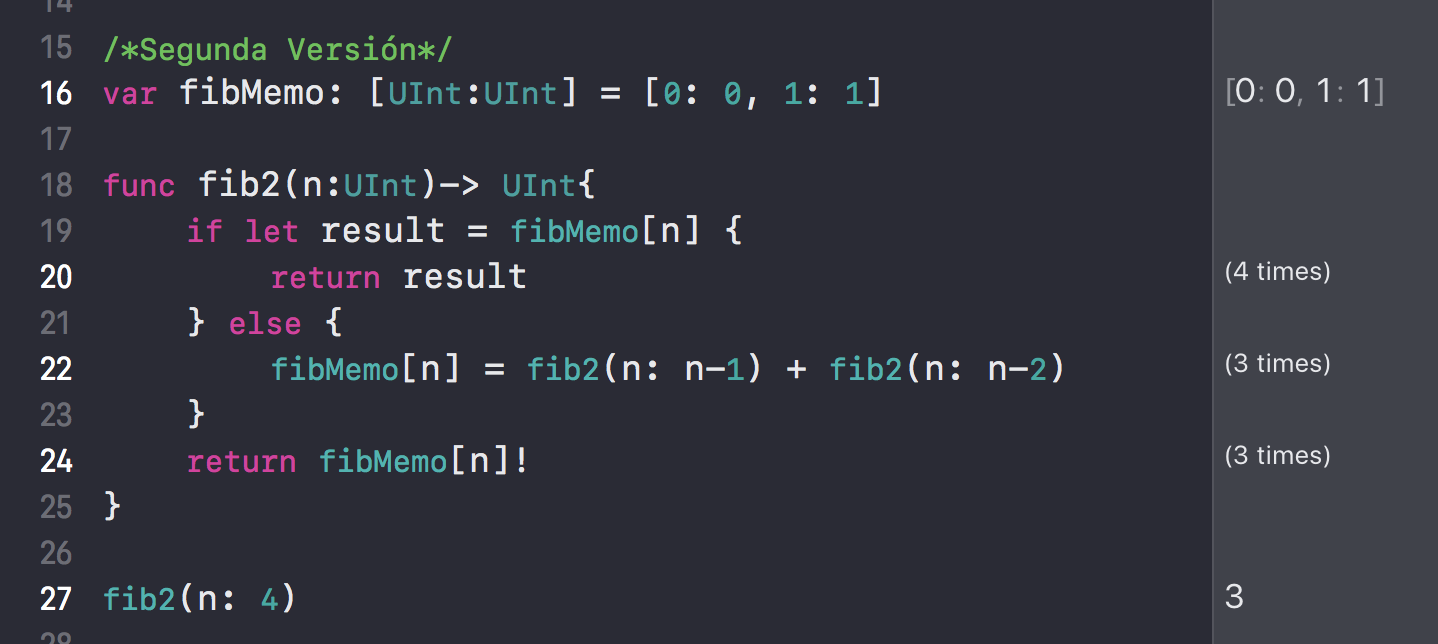 14
15 /*Segunda Versión*/
16 var fibMemo: [UInt:UInt] = [0: 0, 1: 1] [0: 0, 1: 1]
17
18 func fib2(n:UInt)-> UInt{
19 if let result = fibMemo[n] {
20 return result (4 times)
21 } else {
22 fibMemo[n] = fib2(n: n-1) + fib2(n: n-2) (3 times)
23 }
24 return fibMemo[n]! (3 times)
25 }
26
27 fib2(n: 4) 3
28